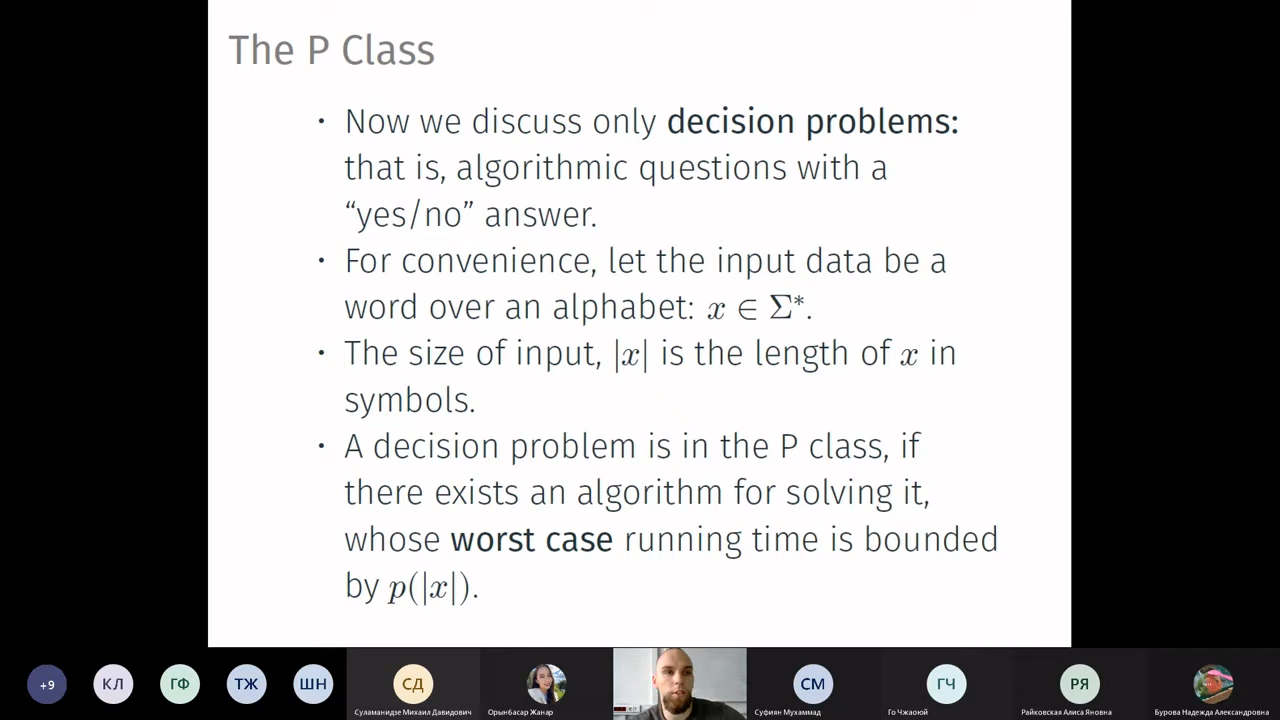 The P Class
• Now we discuss only decision problems:
that is, algorithmic questions with a
“yes/no” answer.
• For convenience, let the input data be a
word over an alphabet: x ∈ Σ*.
• The size of input, |x| is the length of x in
symbols.
• A decision problem is in the P class, if
there exists an algorithm for solving it,
whose worst case running time is bounded
by p(|x|).
+9
КЛ
ГФ
ТЖ
ШН
СД
СМ
ГЧ
РЯ
Суламанидзе Михаил Давидович
Орынбасар Жанар
Суфиян Мухаммад
Го Чжаоюй
Райковская Алиса Яновна
Бурова Надежда Александровна